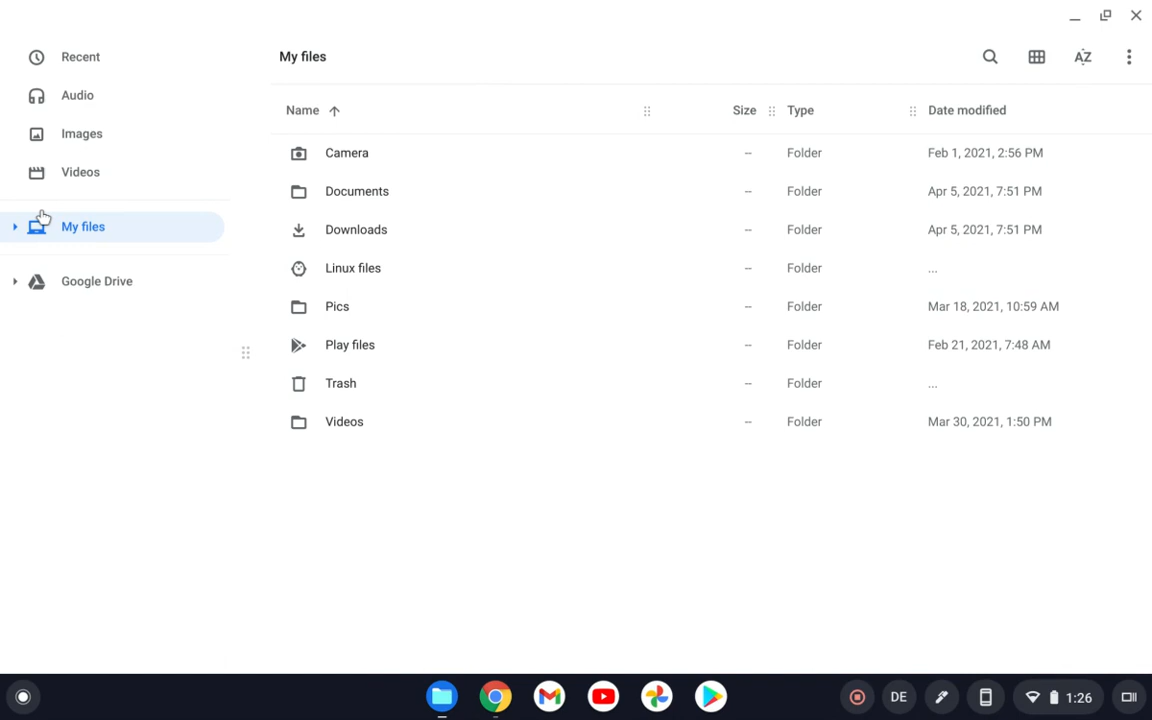 Recent
Audio
Images
Videos
My files
Google Drive
My files
AZ
Name Size Type Date modified
Camera -- Folder Feb 1, 2021, 2:56 PM
Documents -- Folder Apr 5, 2021, 7:51 PM
Downloads -- Folder Apr 5, 2021, 7:51 PM
Linux files -- Folder ...
Pics -- Folder Mar 18, 2021, 10:59 AM
Play files -- Folder Feb 21, 2021, 7:48 AM
Trash -- Folder ...
Videos -- Folder Mar 30, 2021, 1:50 PM
DE 1:26